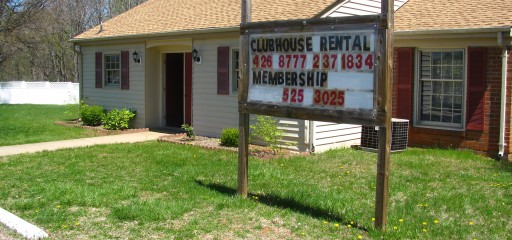 CLUBHOUSE RENTAL
426 8777 237 1834
MEMBERSHIP
525 3025